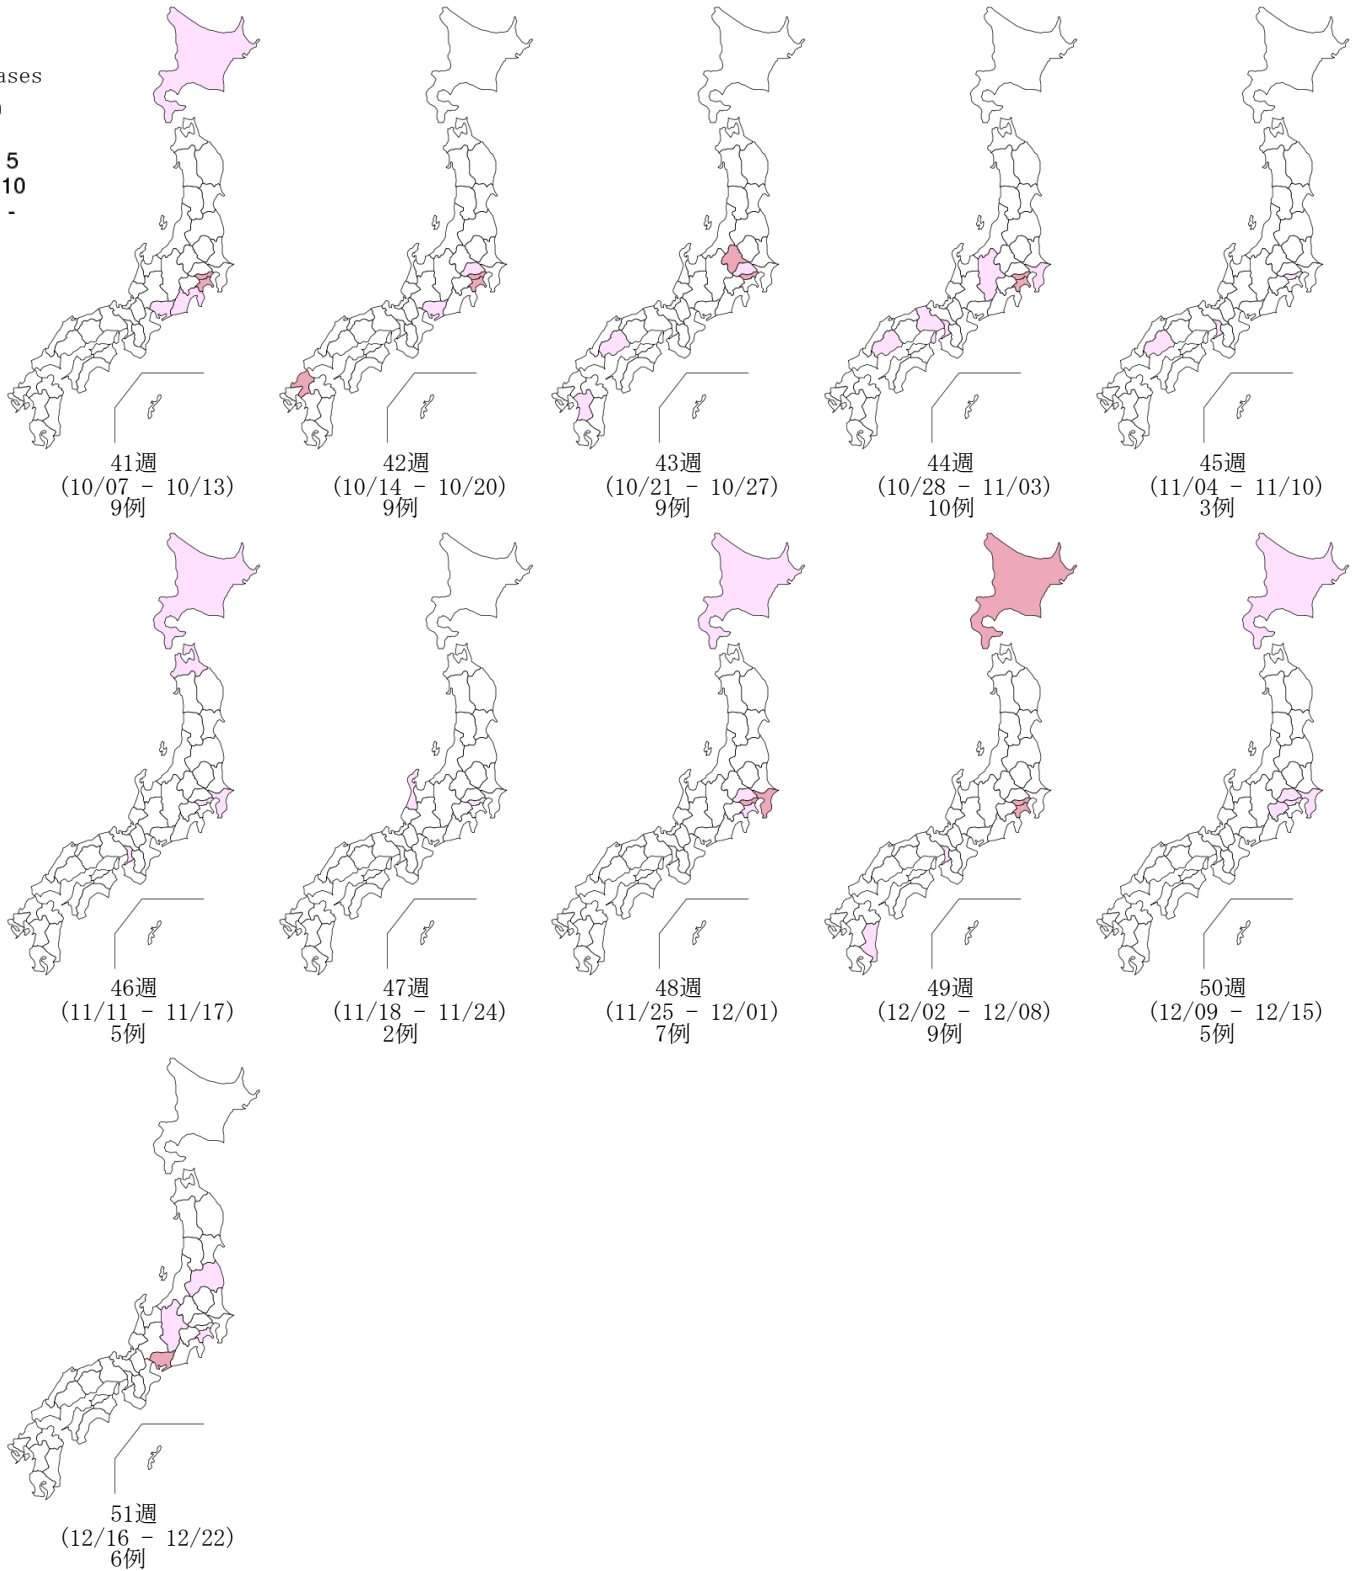 ases
5
10
-
41週
(10/07 - 10/13)
9例
42週
(10/14 - 10/20)
9例
43週
(10/21 - 10/27)
9例
44週
(10/28 - 11/03)
10例
45週
(11/04 - 11/10)
3例
46週
(11/11 - 11/17)
5例
47週
(11/18 - 11/24)
2例
48週
(11/25 - 12/01)
7例
49週
(12/02 - 12/08)
9例
50週
(12/09 - 12/15)
5例
51週
(12/16 - 12/22)
6例